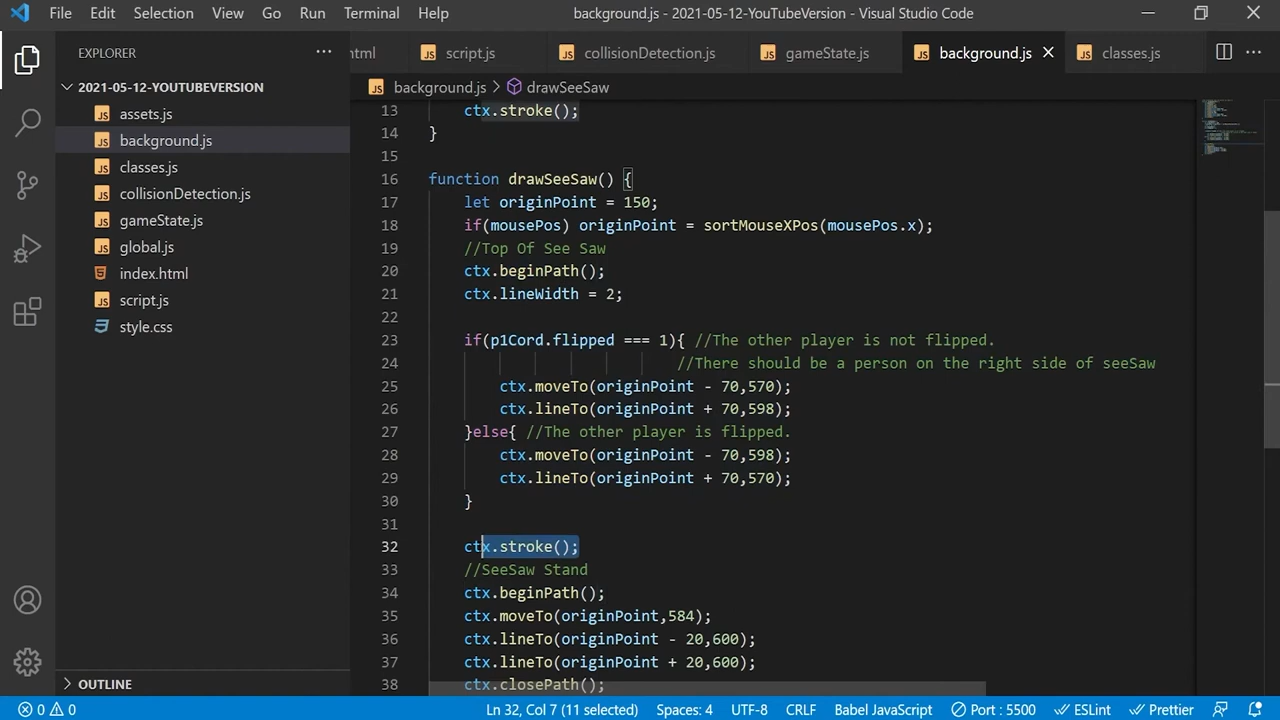 File Edit Selection View Go Run Terminal Help background.js - 2021-05-12-YouTubeVersion - Visual Studio Code
EXPLORER
html script.js collisionDetection.js gameState.js background.js classes.js
2021-05-12-YOUTUBEVERSION
background.js > drawSeeSaw
assets.js
background.js
classes.js
collisionDetection.js
gameState.js
global.js
index.html
script.js
style.css
OUTLINE
13 ctx.stroke();
14 }
15
16 function drawSeeSaw() {
17 let originPoint = 150;
18 if(mousePos) originPoint = sortMouseXPos(mousePos.x);
19 //Top Of See Saw
20 ctx.beginPath();
21 ctx.lineWidth = 2;
22
23 if(p1Cord.flipped === 1){ //The other player is not flipped.
24 //There should be a person on the right side of seeSaw
25 ctx.moveTo(originPoint - 70,570);
26 ctx.lineTo(originPoint + 70,598);
27 }else{ //The other player is flipped.
28 ctx.moveTo(originPoint - 70,598);
29 ctx.lineTo(originPoint + 70,570);
30 }
31
32 ctx.stroke();
33 //SeeSaw Stand
34 ctx.beginPath();
35 ctx.moveTo(originPoint,584);
36 ctx.lineTo(originPoint - 20,600);
37 ctx.lineTo(originPoint + 20,600);
38 ctx.closePath();
0 0 Ln 32, Col 7 (11 selected) Spaces: 4 UTF-8 CRLF Babel JavaScript Port : 5500 ESLint Prettier